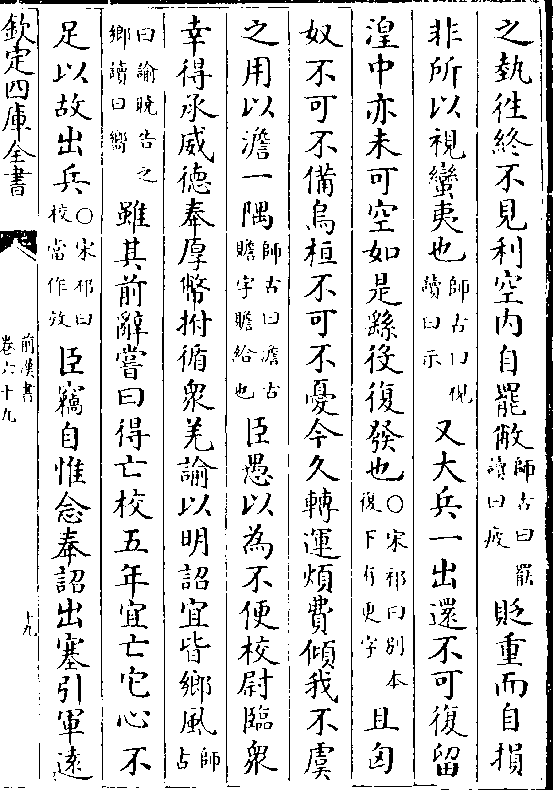 之執徃終不見利空内自罷敝師古曰罷讀曰疲貶重而自損
非所以視蠻夷也師古曰視讀曰示又大兵一出還不可復留
湟中亦未可空如是繇役復發也○宋祁曰别本復下有更字且匈
奴不可不備烏桓不可不憂今久轉運煩費傾我不虞
之用以澹一隅師古曰澹古贍字贍給也臣愚以為不便校尉臨衆
幸得承威德奉厚幣拊循衆羌諭以明詔宜皆鄉風師古
曰諭曉告之鄉讀曰嚮雖其前辭嘗曰得亡校五年宜亡它心不
足以故出兵○宋祁曰校當作效臣竊自惟念奉詔出塞引軍逺
欽定四庫全書
前漢書
卷六十九
十九